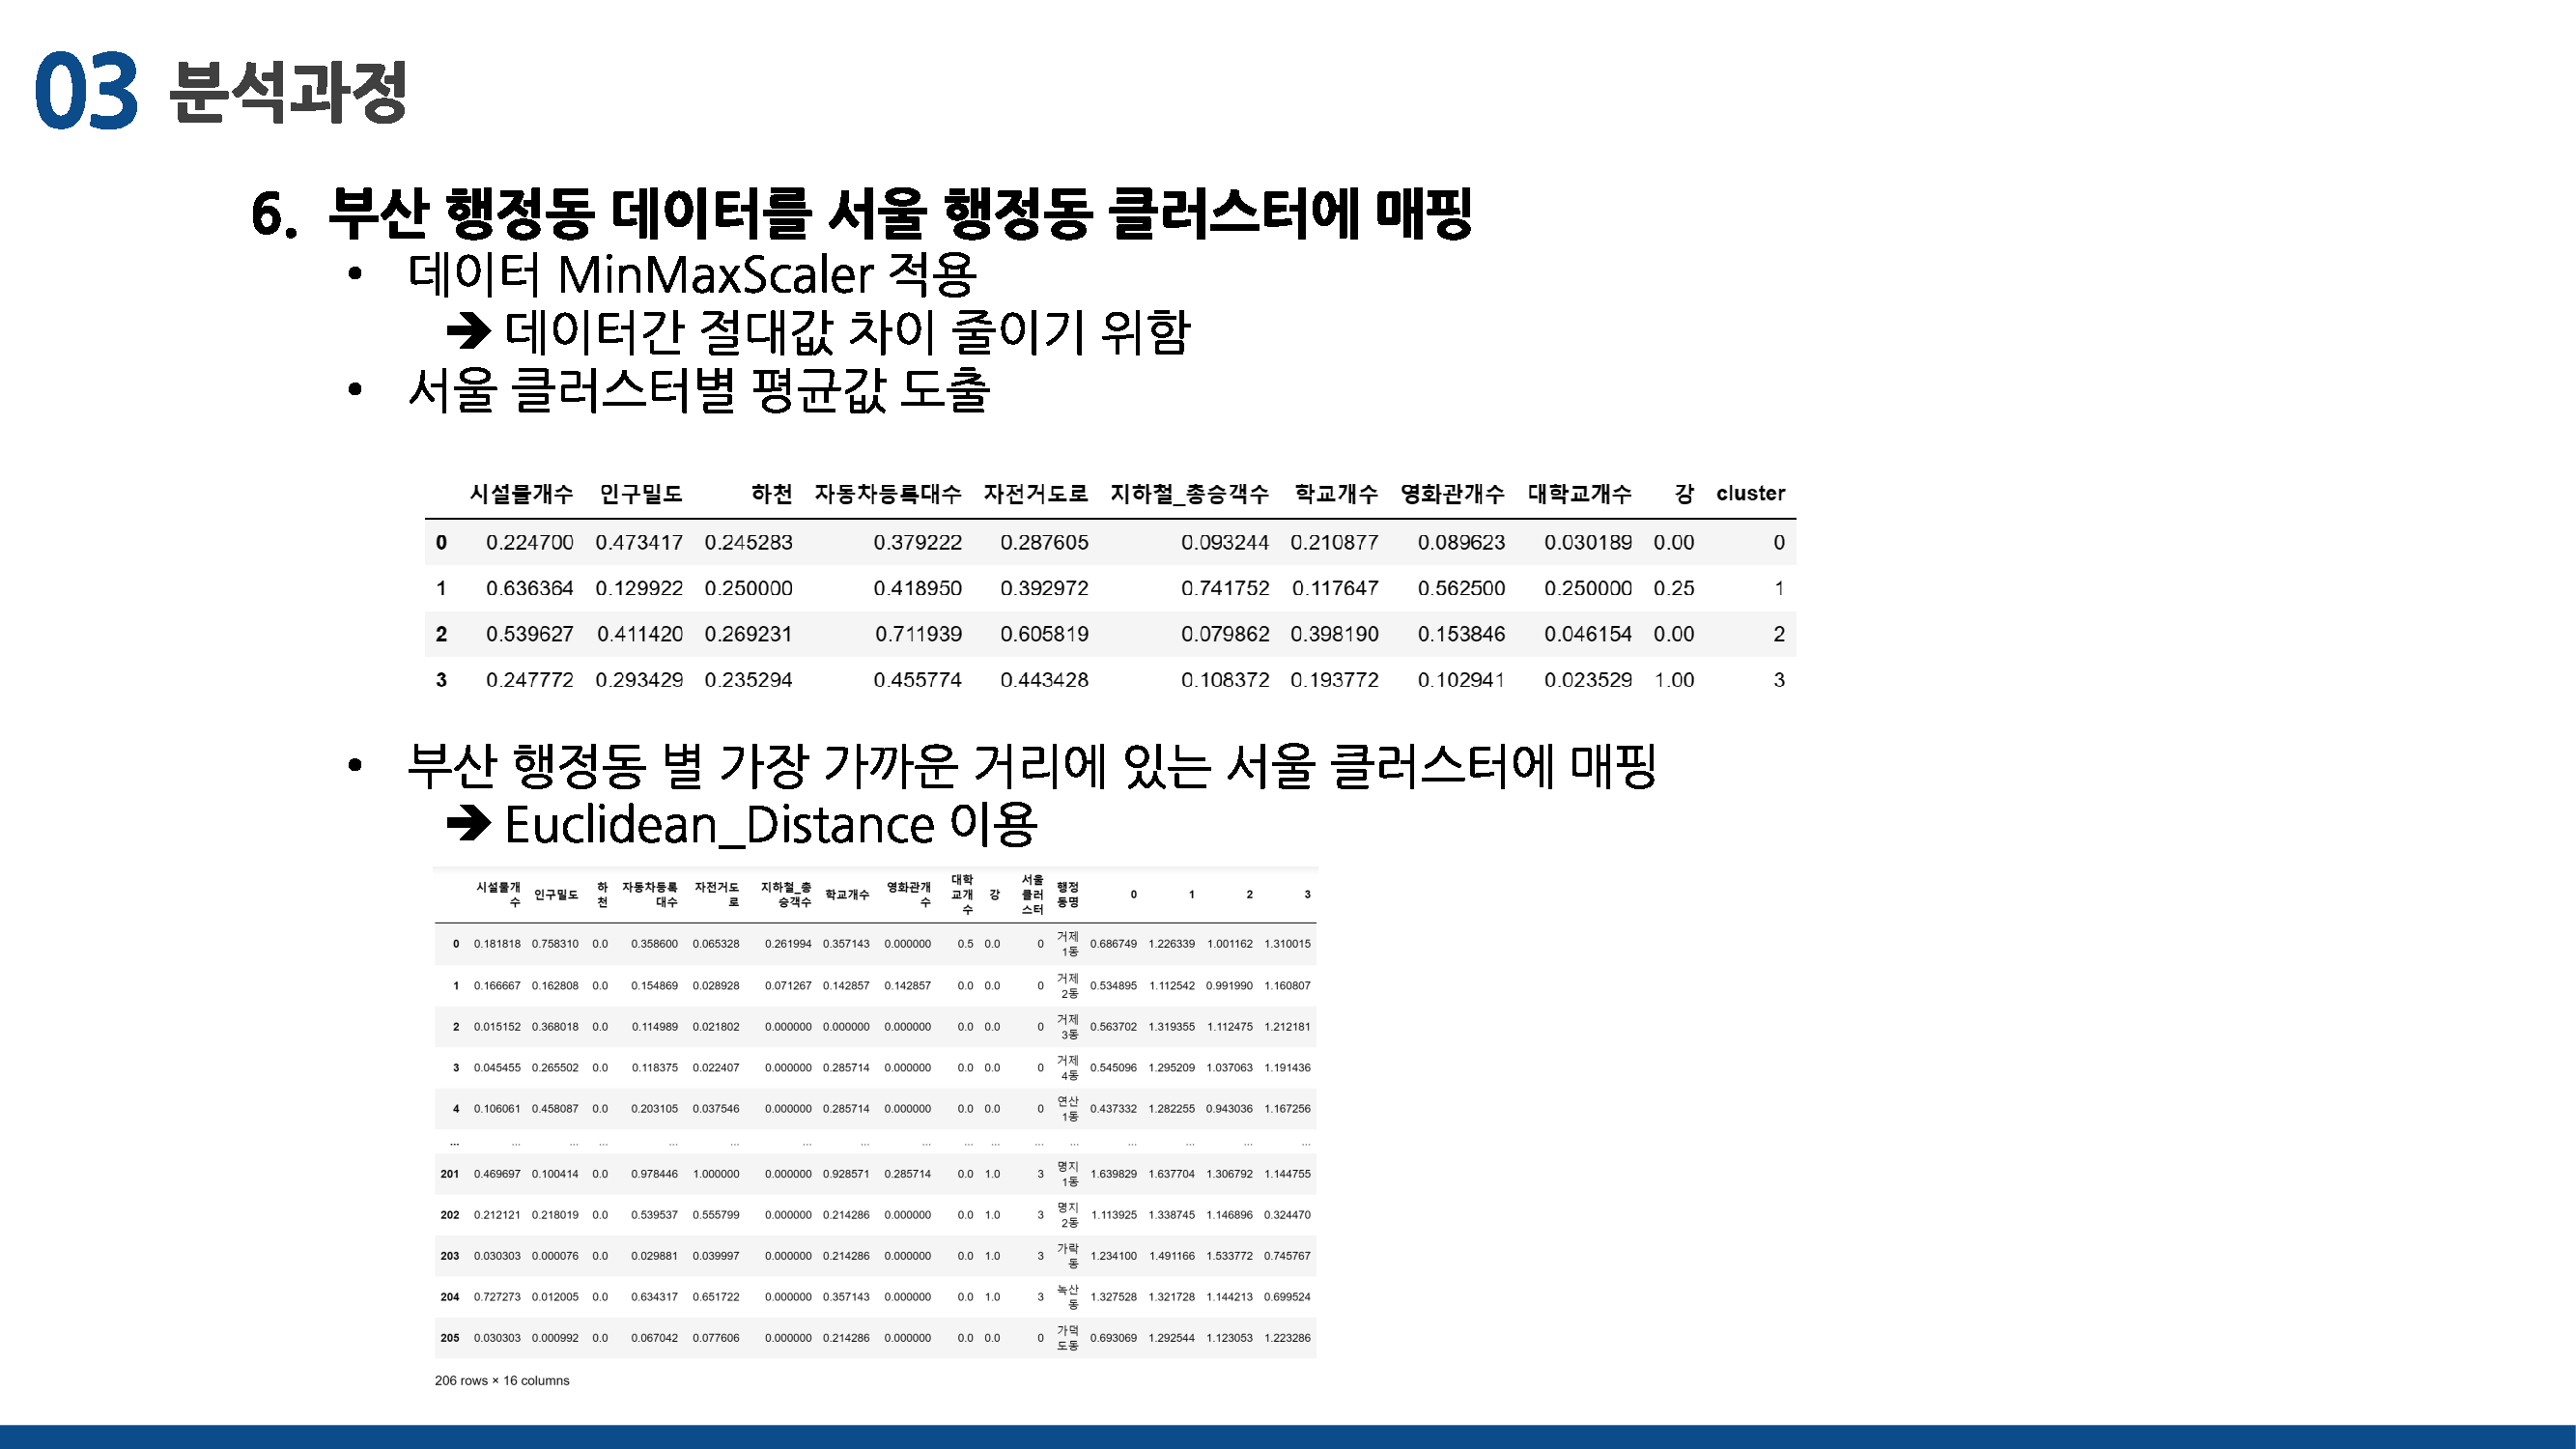 03 분석과정
6. 부산 행정동 데이터를 서울 행정동 클러스터에 매핑
• 데이터 MinMaxScaler 적용
➔ 데이터간 절대값 차이 줄이기 위함
• 서울 클러스터별 평균값 도출
시설물개수 인구밀도 하천 자동차등록대수 자전거도로 지하철_총승객수 학교개수 영화관개수 대학교개수 강 cluster
0 0.224700 0.473417 0.245283 0.379222 0.287605 0.093244 0.210877 0.089623 0.030189 0.00 0
1 0.636364 0.129922 0.250000 0.418950 0.392972 0.741752 0.117647 0.562500 0.250000 0.25 1
2 0.539627 0.411420 0.269231 0.711939 0.605819 0.079862 0.398190 0.153846 0.046154 0.00 2
3 0.247772 0.293429 0.235294 0.455774 0.443428 0.108372 0.193772 0.102941 0.023529 1.00 3
• 부산 행정동 별 가장 가까운 거리에 있는 서울 클러스터에 매핑
➔ Euclidean_Distance 이용
시설물개수 인구밀도 하천 자동차등록대수 자전거도로 지하철_총승객수 학교개수 영화관개수 대학교개수 강 서울클러스터 행정동명 0 1 2 3
0 0.181818 0.758310 0.0 0.358600 0.065328 0.261994 0.357143 0.000000 0.5 0.0 0 거제1동 0.686749 1.226339 1.001162 1.310015
1 0.166667 0.162808 0.0 0.154869 0.028928 0.071267 0.142857 0.142857 0.0 0.0 0 거제2동 0.534895 1.112542 0.991990 1.160807
2 0.015152 0.368018 0.0 0.114989 0.021802 0.000000 0.000000 0.000000 0.0 0.0 0 거제3동 0.563702 1.319355 1.112475 1.212181
3 0.045455 0.265502 0.0 0.118375 0.022407 0.000000 0.285714 0.000000 0.0 0.0 0 거제4동 0.545096 1.295209 1.037063 1.191436
4 0.106061 0.458087 0.0 0.203105 0.037546 0.000000 0.285714 0.000000 0.0 0.0 0 연산1동 0.437332 1.282255 0.943036 1.167256
... ... ... ... ... ... ... ... ... ... ... ... ... ... ... ... ...
201 0.469697 0.100414 0.0 0.978446 1.000000 0.000000 0.928571 0.285714 0.0 1.0 3 명지1동 1.639829 1.637704 1.306792 1.144755
202 0.212121 0.218019 0.0 0.539537 0.555799 0.000000 0.214286 0.000000 0.0 1.0 3 명지2동 1.113925 1.338745 1.146896 0.324470
203 0.030303 0.000076 0.0 0.029881 0.039997 0.000000 0.214286 0.000000 0.0 1.0 3 가락동 1.234100 1.491166 1.533772 0.745767
204 0.727273 0.012005 0.0 0.634317 0.651722 0.000000 0.357143 0.000000 0.0 1.0 3 녹산동 1.327528 1.321728 1.144213 0.699524
205 0.030303 0.000992 0.0 0.067042 0.077606 0.000000 0.214286 0.000000 0.0 0.0 0 가덕도동 0.693069 1.292544 1.123053 1.223286
206 rows × 16 columns